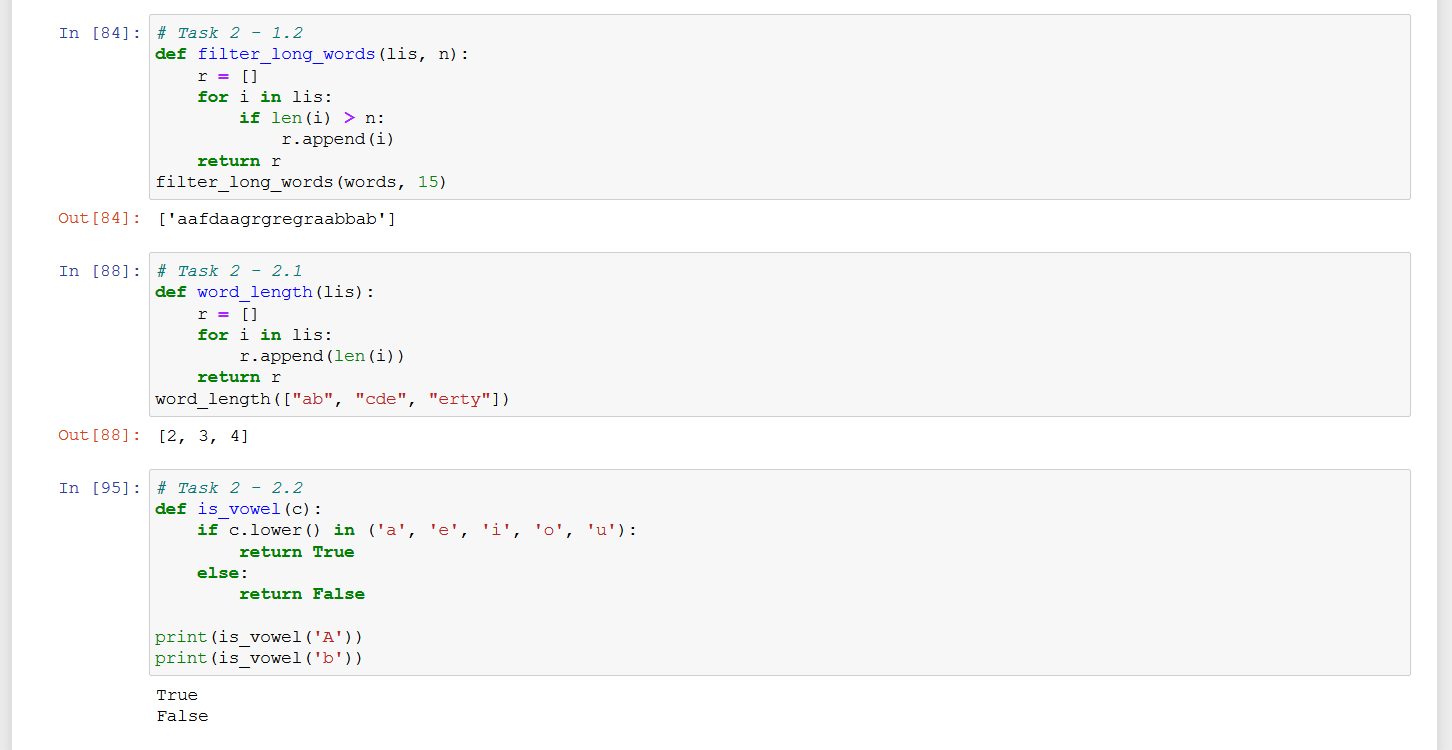 In [84]: # Task 2 - 1.2
def filter_long_words(lis, n):
    r = []
    for i in lis:
        if len(i) > n:
            r.append(i)
    return r
filter_long_words(words, 15)
Out[84]: ['aafdaagrgregraabbab']
In [88]: # Task 2 - 2.1
def word_length(lis):
    r = []
    for i in lis:
        r.append(len(i))
    return r
word_length(["ab", "cde", "erty"])
Out[88]: [2, 3, 4]
In [95]: # Task 2 - 2.2
def is_vowel(c):
    if c.lower() in ('a', 'e', 'i', 'o', 'u'):
        return True
    else:
        return False
print(is_vowel('A'))
print(is_vowel('b'))
True
False